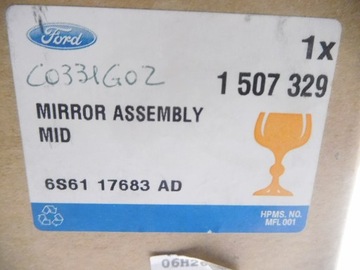 Ford
1x
C0331G02
1 507 329
MIRROR ASSEMBLY
MID
6S61 17683 AD
HPMS. NO.
MFL 001